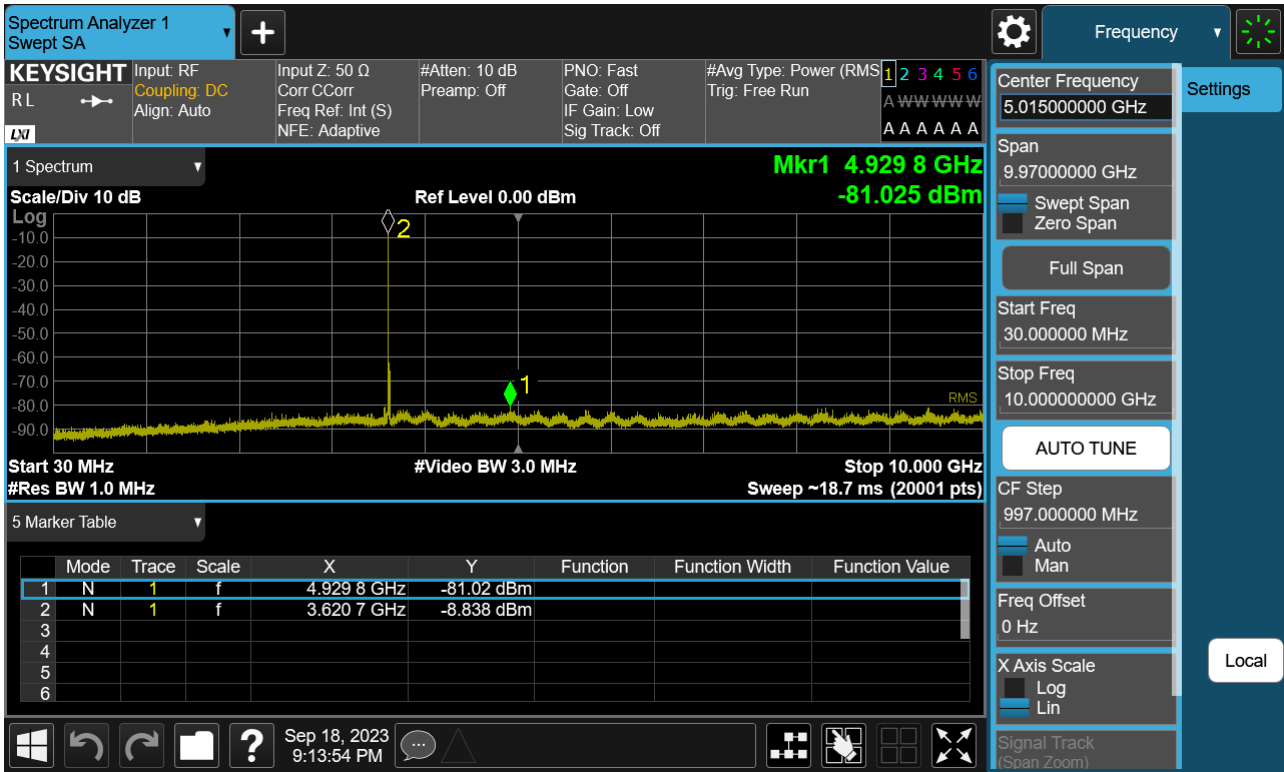 Spectrum Analyzer 1
Swept SA
+
Frequency
KEYSIGHT
R L
LXI
Input: RF
Coupling: DC
Align: Auto
Input Z: 50 Ω
Corr CCorr
Freq Ref: Int (S)
NFE: Adaptive
#Atten: 10 dB
Preamp: Off
PNO: Fast
Gate: Off
IF Gain: Low
Sig Track: Off
#Avg Type: Power (RMS
Trig: Free Run
1 2 3 4 5 6
A W W W W W
A A A A A A
1 Spectrum
Mkr1 4.929 8 GHz
-81.025 dBm
Scale/Div 10 dB
Ref Level 0.00 dBm
Log
-10.0
-20.0
-30.0
-40.0
-50.0
-60.0
-70.0
-80.0
-90.0
2
1
RMS
Start 30 MHz
#Video BW 3.0 MHz
Stop 10.000 GHz
#Res BW 1.0 MHz
Sweep ~18.7 ms (20001 pts)
5 Marker Table
Mode Trace Scale X Y Function Function Width Function Value
1 N 1 f 4.929 8 GHz -81.02 dBm
2 N 1 f 3.620 7 GHz -8.838 dBm
3
4
5
6
Center Frequency
5.015000000 GHz
Span
9.97000000 GHz
Swept Span
Zero Span
Full Span
Start Freq
30.000000 MHz
Stop Freq
10.000000000 GHz
AUTO TUNE
CF Step
997.000000 MHz
Auto
Man
Freq Offset
0 Hz
X Axis Scale
Log
Lin
Signal Track
(Span Zoom)
Settings
Local
?
Sep 18, 2023
9:13:54 PM